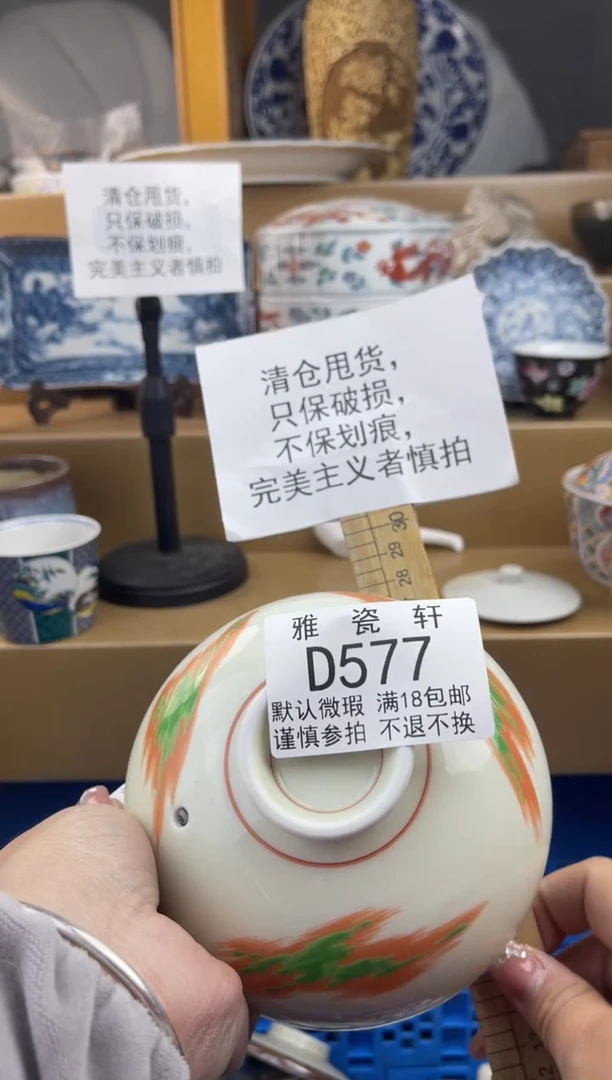 清仓甩货，
只保破损，
不保划痕，
完美主义者慎拍
清仓甩货，
只保破损，
不保划痕，
完美主义者慎拍
30
29
28
雅瓷轩
D577
默认微瑕 满18包邮
谨慎参拍 不退不换